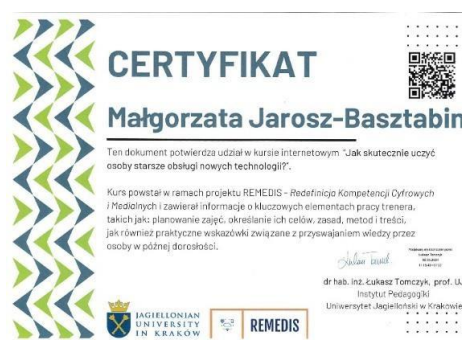 CERTYFIKAT
Małgorzata Jarosz-Basztabin
Ten dokument potwierdza udział w kursie internetowym "Jak skutecznie uczyć
osoby starsze obsługi nowych technologii?".
Kurs powstał w ramach projektu REMEDIS – Redefinicja Kompetencji Cyfrowych
i Medialnych i zawierał informacje o kluczowych elementach pracy trenera,
takich jak: planowanie zajęć, określanie ich celów, zasad, metod i treści,
jak również praktyczne wskazówki związane z przyswajaniem wiedzy przez
osoby w późnej dorosłości.
dr hab. inż. Łukasz Tomczyk, prof. UJ
Instytut Pedagogiki
Uniwersytet Jagielloński w Krakowie
JAGIELLONIAN
UNIVERSITY
IN KRAKÓW
REMEDIS